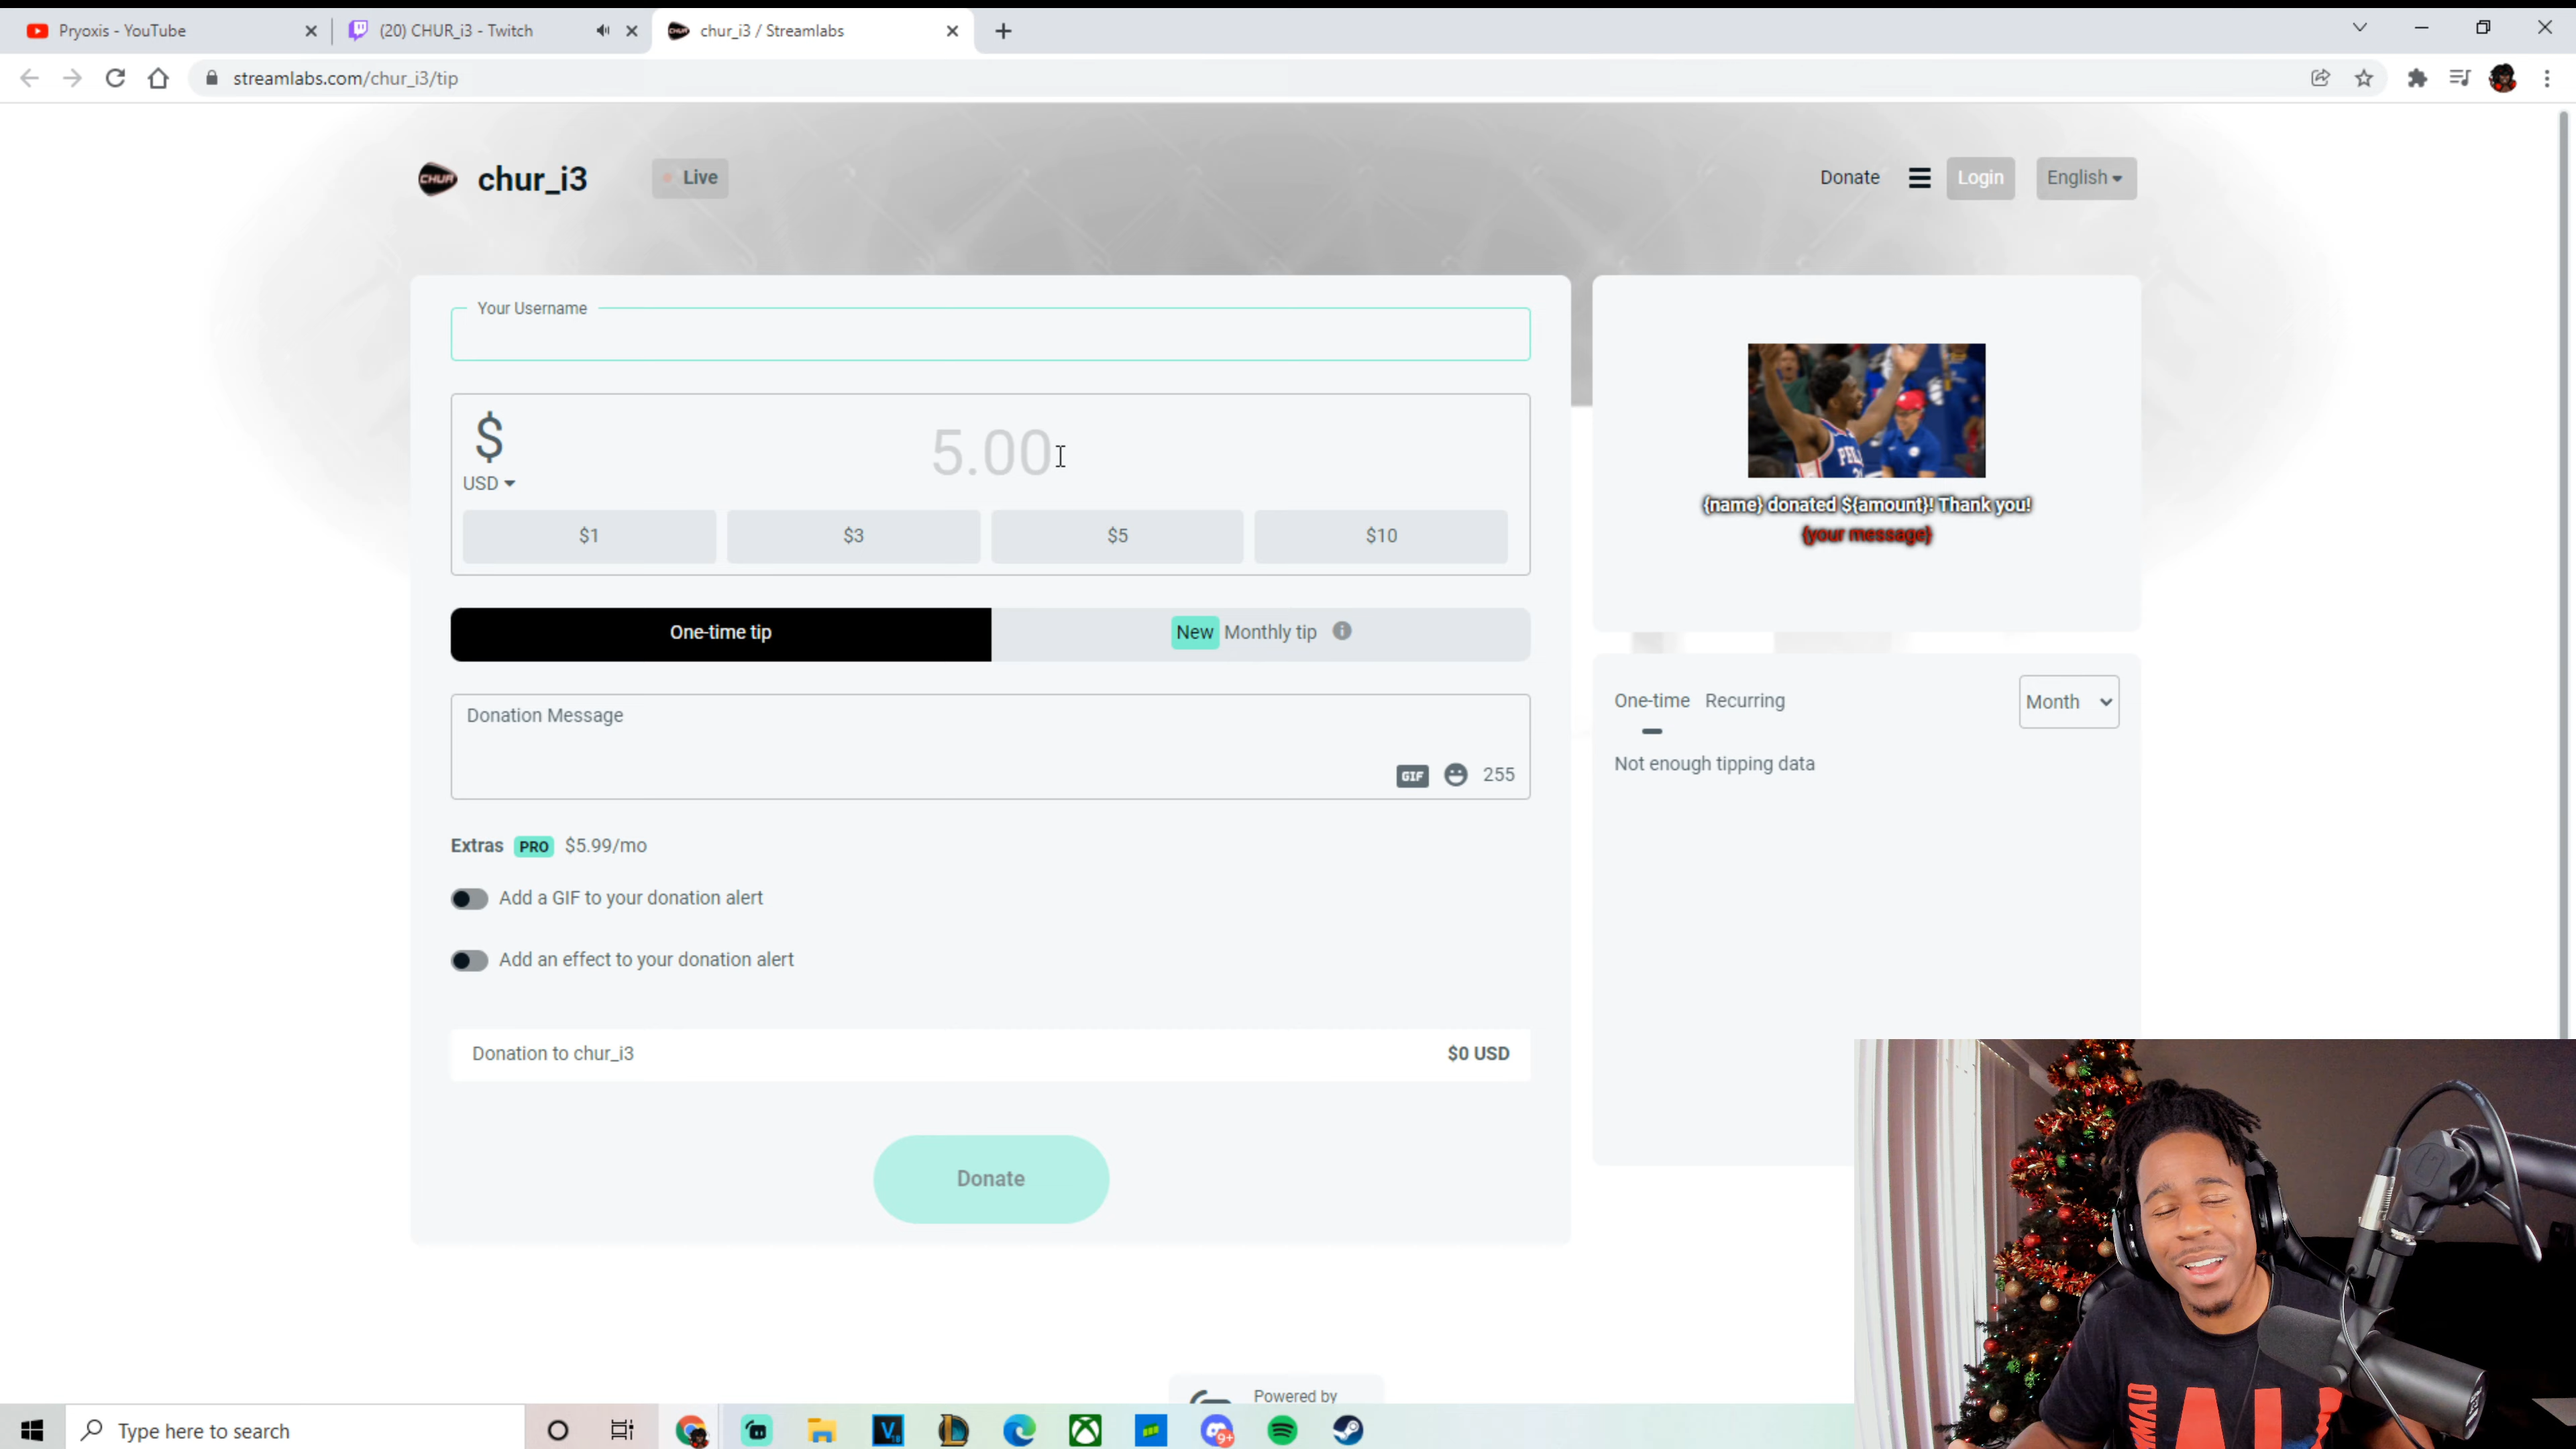 Pryoxis - YouTube
(20) CHUR_i3 - Twitch
chur_i3 / Streamlabs
streamlabs.com/chur_i3/tip
CHUR
chur_i3
Live
Donate
Login
English
Your Username
$
5.00
USD
$1
$3
$5
$10
One-time tip
New Monthly tip
Donation Message
GIF
255
Extras PRO $5.99/mo
Add a GIF to your donation alert
Add an effect to your donation alert
Donation to chur_i3
$0 USD
Donate
{name} donated ${amount}! Thank you!
{your message}
One-time Recurring
Month
Not enough tipping data
Powered by
Type here to search
9+